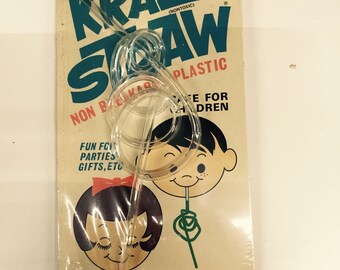 KRAZY
(NONTOXIC)
STRAW
NON BREAKABLE PLASTIC
SAFE FOR
CHILDREN
FUN FOR
PARTIES
GIFTS, ETC.